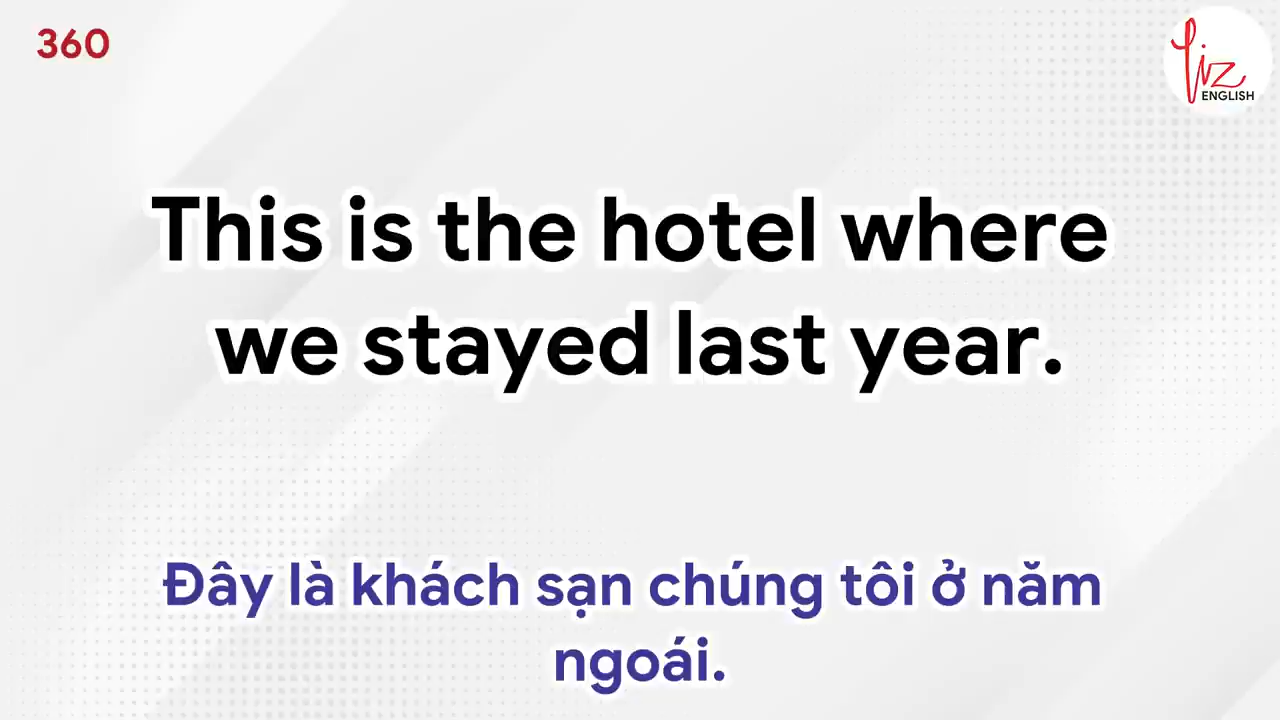 360
liz
ENGLISH
This is the hotel where
we stayed last year.
Đây là khách sạn chúng tôi ở năm
ngoái.